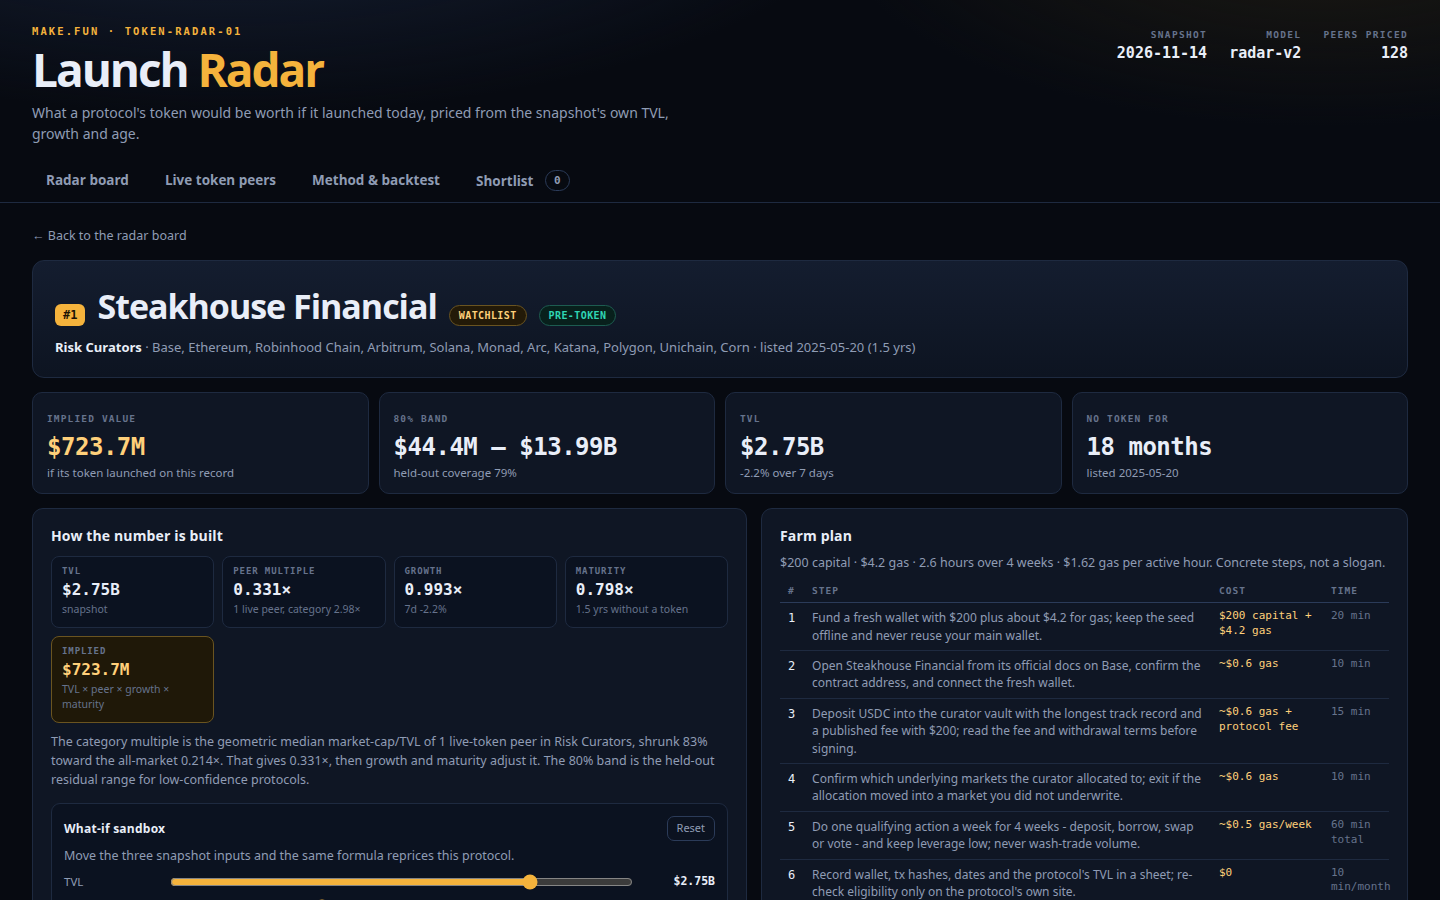 MAKE.FUN · TOKEN-RADAR-01
Launch Radar
What a protocol's token would be worth if it launched today, priced from the snapshot's own TVL,
growth and age.
SNAPSHOT
2026-11-14
MODEL
radar-v2
PEERS PRICED
128
Radar board
Live token peers
Method & backtest
Shortlist 0
← Back to the radar board
#1 Steakhouse Financial WATCHLIST PRE-TOKEN
Risk Curators · Base, Ethereum, Robinhood Chain, Arbitrum, Solana, Monad, Arc, Katana, Polygon, Unichain, Corn · listed 2025-05-20 (1.5 yrs)
IMPLIED VALUE
$723.7M
if its token launched on this record
80% BAND
$44.4M — $13.99B
held-out coverage 79%
TVL
$2.75B
-2.2% over 7 days
NO TOKEN FOR
18 months
listed 2025-05-20
How the number is built
TVL
$2.75B
snapshot
PEER MULTIPLE
0.331×
1 live peer, category 2.98×
GROWTH
0.993×
7d -2.2%
MATURITY
0.798×
1.5 yrs without a token
IMPLIED
$723.7M
TVL × peer × growth ×
maturity
The category multiple is the geometric median market-cap/TVL of 1 live-token peer in Risk Curators, shrunk 83%
toward the all-market 0.214×. That gives 0.331×, then growth and maturity adjust it. The 80% band is the held-out
residual range for low-confidence protocols.
What-if sandbox
Reset
Move the three snapshot inputs and the same formula reprices this protocol.
TVL
$2.75B
Farm plan
$200 capital · $4.2 gas · 2.6 hours over 4 weeks · $1.62 gas per active hour. Concrete steps, not a slogan.
# STEP COST TIME
1 Fund a fresh wallet with $200 plus about $4.2 for gas; keep the seed
offline and never reuse your main wallet.
$200 capital +
$4.2 gas
20 min
2 Open Steakhouse Financial from its official docs on Base, confirm the
contract address, and connect the fresh wallet.
~$0.6 gas
10 min
3 Deposit USDC into the curator vault with the longest track record and
a published fee with $200; read the fee and withdrawal terms before
signing.
~$0.6 gas +
protocol fee
15 min
4 Confirm which underlying markets the curator allocated to; exit if the
allocation moved into a market you did not underwrite.
~$0.6 gas
10 min
5 Do one qualifying action a week for 4 weeks - deposit, borrow, swap
or vote - and keep leverage low; never wash-trade volume.
~$0.5 gas/week
60 min
total
6 Record wallet, tx hashes, dates and the protocol's TVL in a sheet; re-
check eligibility only on the protocol's own site.
$0
10
min/month